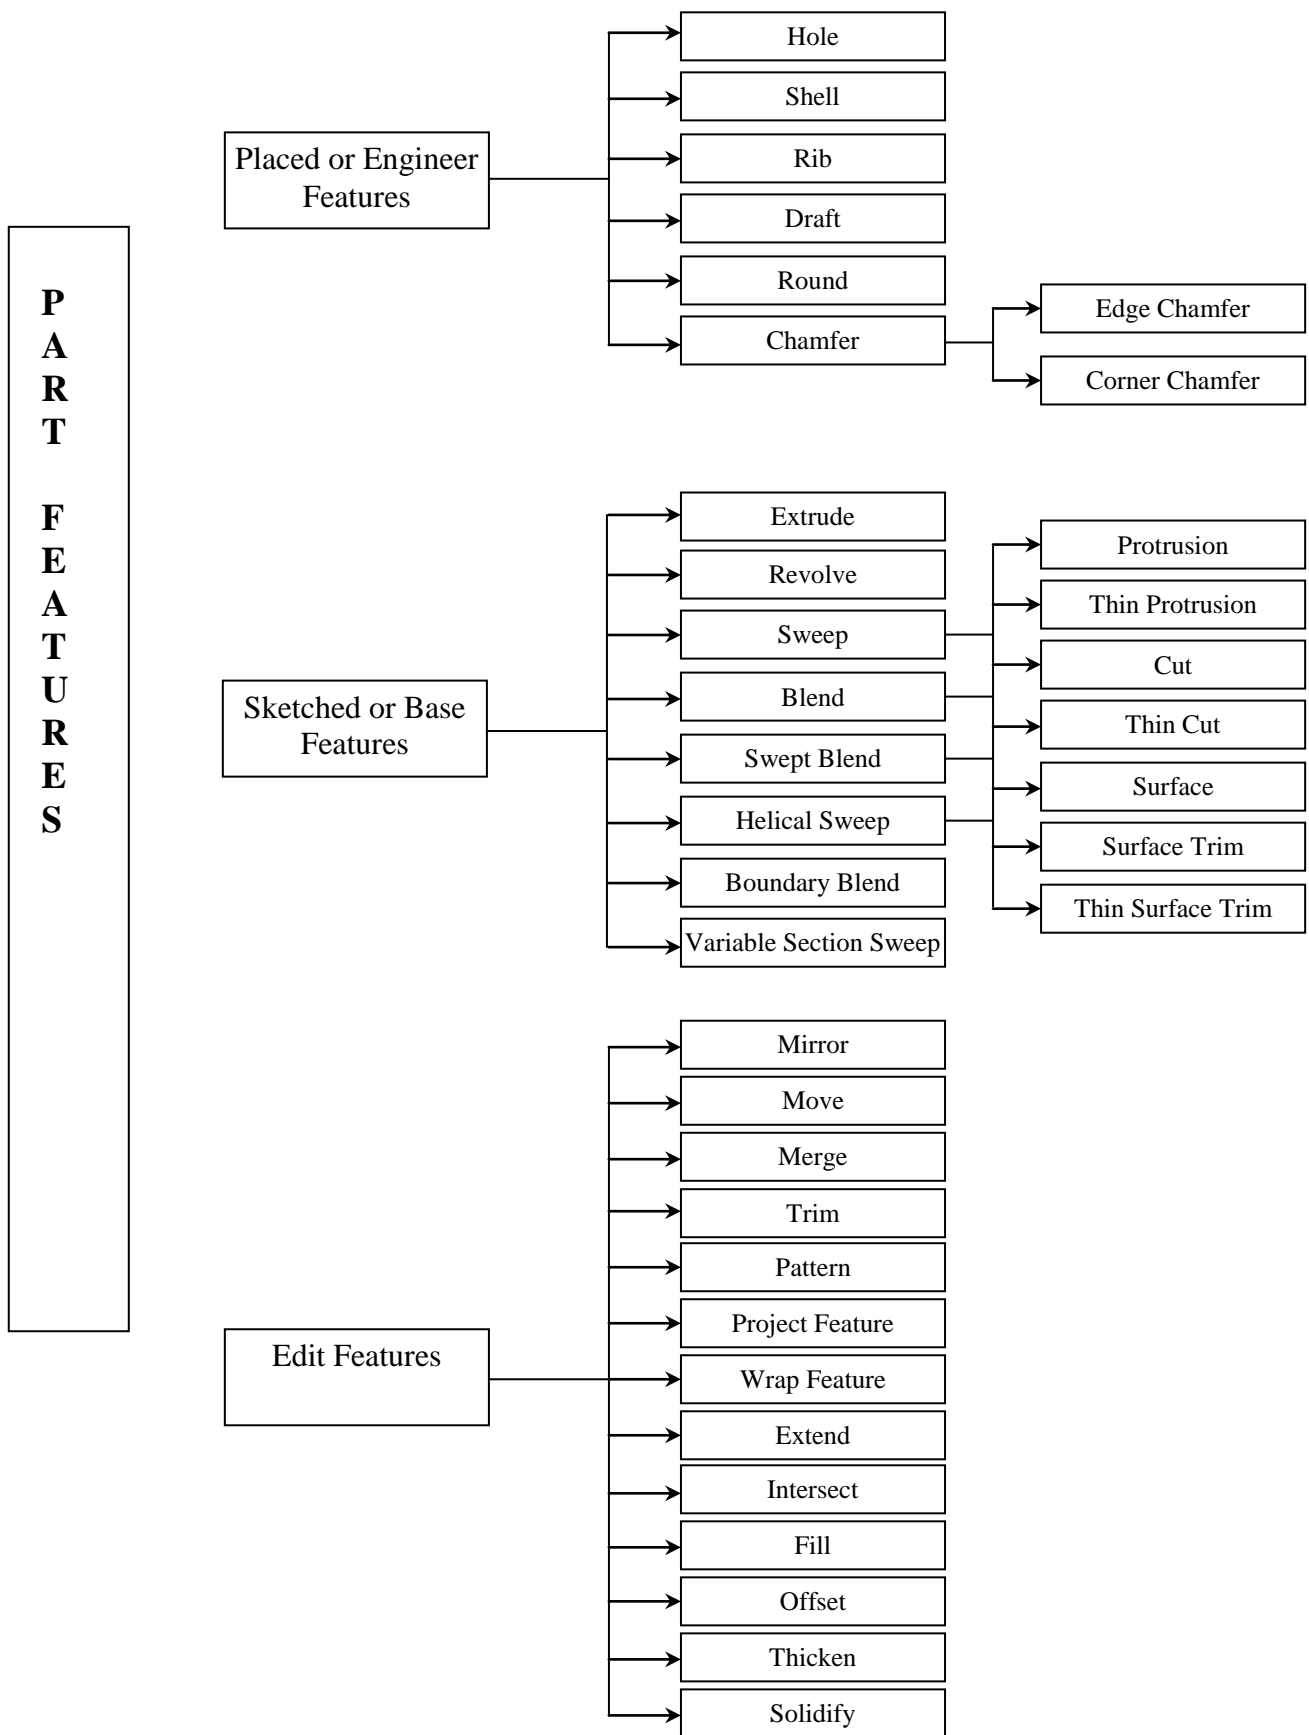 PART FEATURES
Placed or Engineer
Features
Hole
Shell
Rib
Draft
Round
Chamfer
Edge Chamfer
Corner Chamfer
Sketched or Base
Features
Extrude
Revolve
Sweep
Blend
Swept Blend
Helical Sweep
Boundary Blend
Variable Section Sweep
Protrusion
Thin Protrusion
Cut
Thin Cut
Surface
Surface Trim
Thin Surface Trim
Edit Features
Mirror
Move
Merge
Trim
Pattern
Project Feature
Wrap Feature
Extend
Intersect
Fill
Offset
Thicken
Solidify